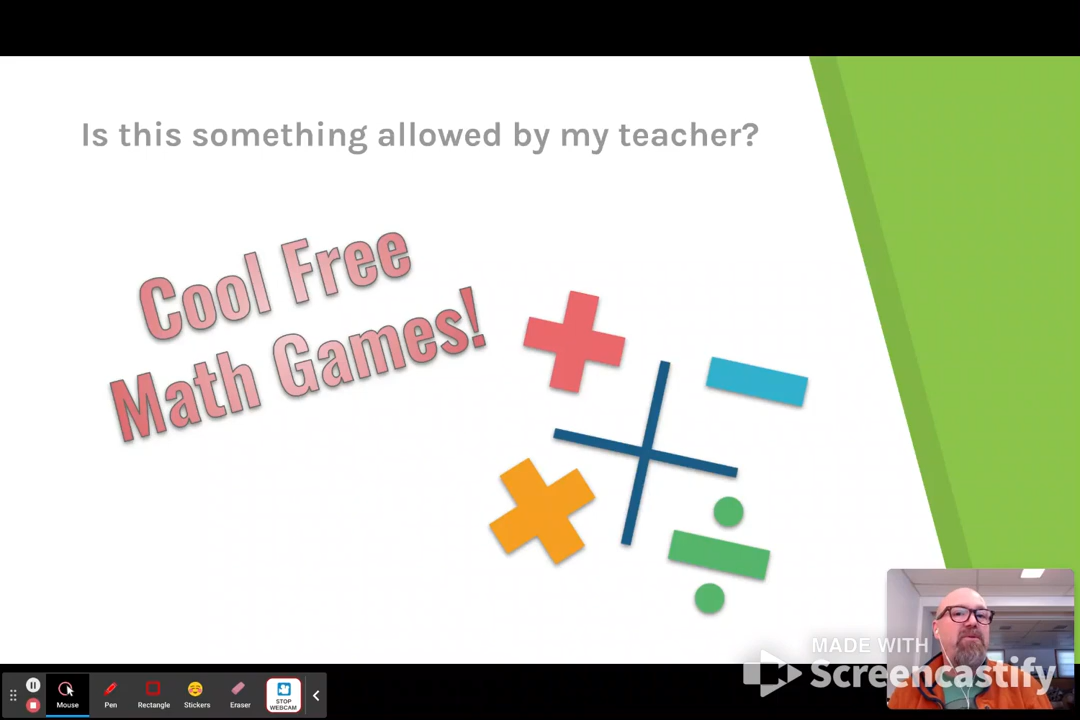 Is this something allowed by my teacher?
Cool Free
Math Games!
MADE WITH
Screencastify
Mouse
Pen
Rectangle
Stickers
Eraser
STOP
WEBCAM